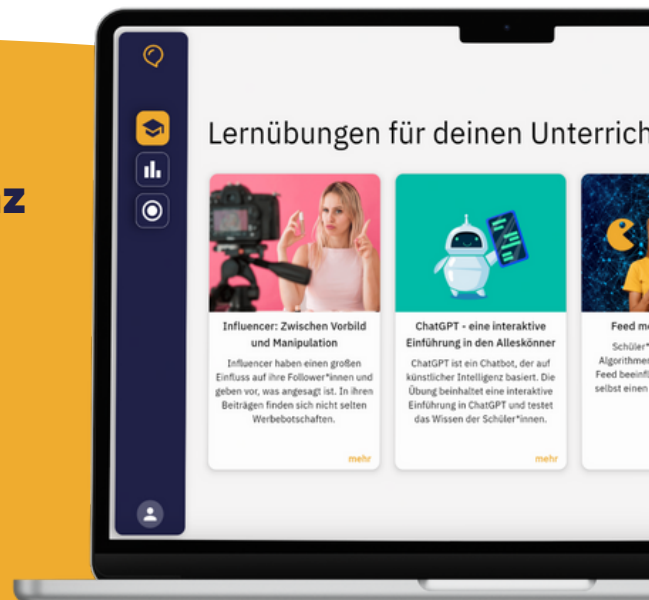 z
Lernübungen für deinen Unterrich
Influencer: Zwischen Vorbild
und Manipulation
Influencer haben einen großen
Einfluss auf ihre Follower*innen und
geben vor, was angesagt ist. In ihren
Beiträgen finden sich nicht selten
Werbebotschaften.
mehr
ChatGPT - eine interaktive
Einführung in den Alleskönner
ChatGPT ist ein Chatbot, der auf
künstlicher Intelligenz basiert. Die
Übung beinhaltet eine interaktive
Einführung in ChatGPT und testet
das Wissen der Schüler*innen.
mehr
Feed m
Schüler*
Algorithme
Feed beeinfl
selbst einen